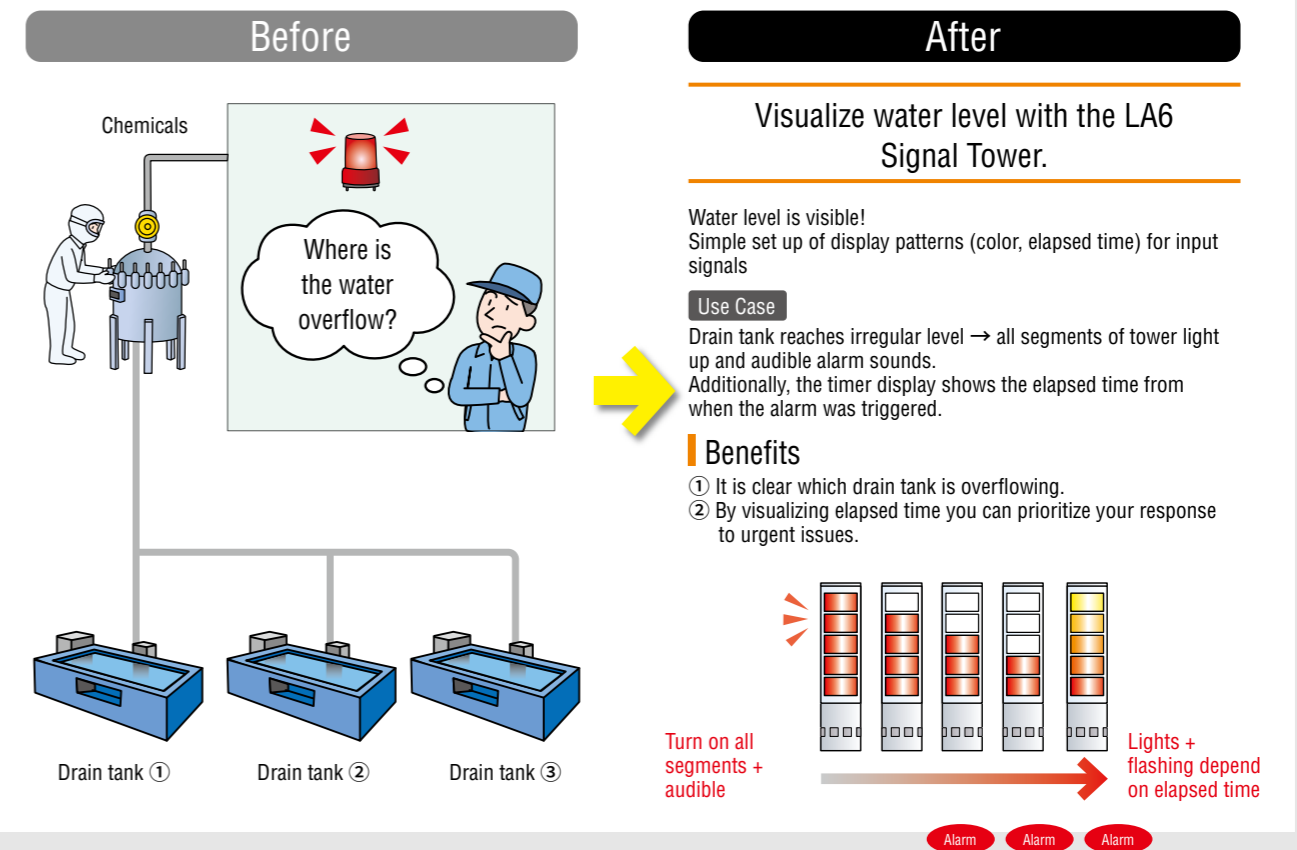 Before
Chemicals
Where is
the water
overflow?
Drain tank ①
Drain tank ②
Drain tank ③
After
Visualize water level with the LA6
Signal Tower.
Water level is visible!
Simple set up of display patterns (color, elapsed time) for input
signals
Use Case
Drain tank reaches irregular level → all segments of tower light
up and audible alarm sounds.
Additionally, the timer display shows the elapsed time from
when the alarm was triggered.
Benefits
① It is clear which drain tank is overflowing.
② By visualizing elapsed time you can prioritize your response
to urgent issues.
Turn on all
segments +
audible
Lights +
flashing depend
on elapsed time
Alarm
Alarm
Alarm